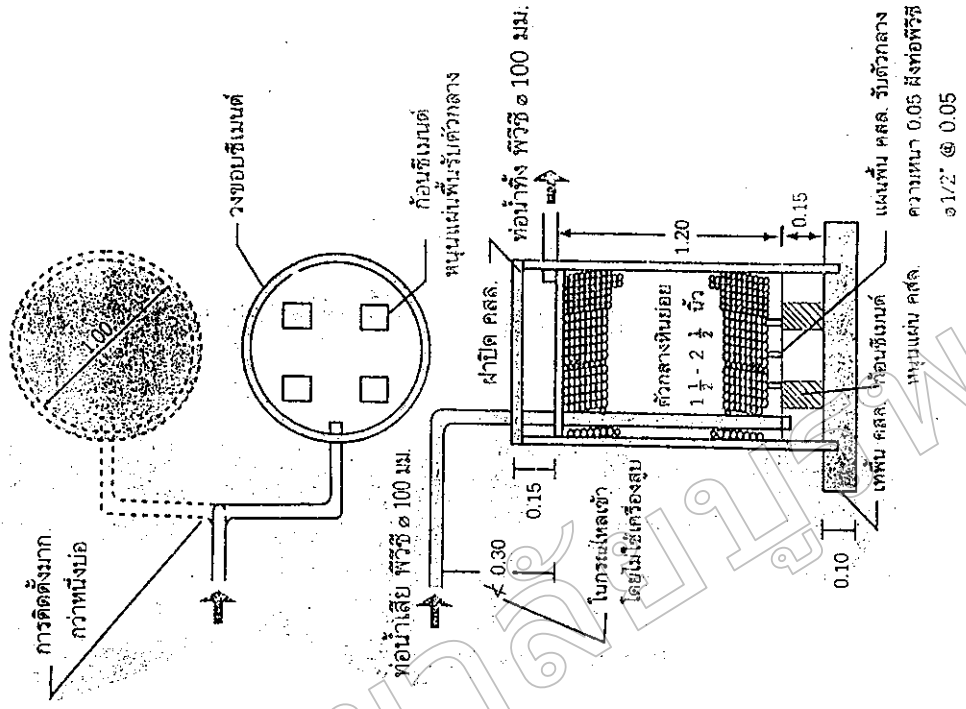 การติดตั้งมาก
กว่าหนึ่งบ่อ
1.00
วงขอบซีเมนต์
ก้อนซีเมนต์
หนุนแผ่นพื้นรับตัวกลาง
ท่อน้ำเสีย พีวีซี ø 100 มม.
ฝาปิด คสล.
ท่อน้ำทิ้ง พีวีซี ø 100 มม.
0.15
0.30
ในกรณีไหลเข้า
โดยไม่ใช้เครื่องสูบ
ตัวกลางหินย่อย
1 1/2 - 2 1/2 นิ้ว
1.20
0.15
0.10
เทพื้น คสล.
ก้อนซีเมนต์
หนุนแผ่น คสล.
แผ่นพื้น คสล. รับตัวกลาง
ความหนา 0.05 ฝังท่อพีวีซี
ø 1/2" @ 0.05